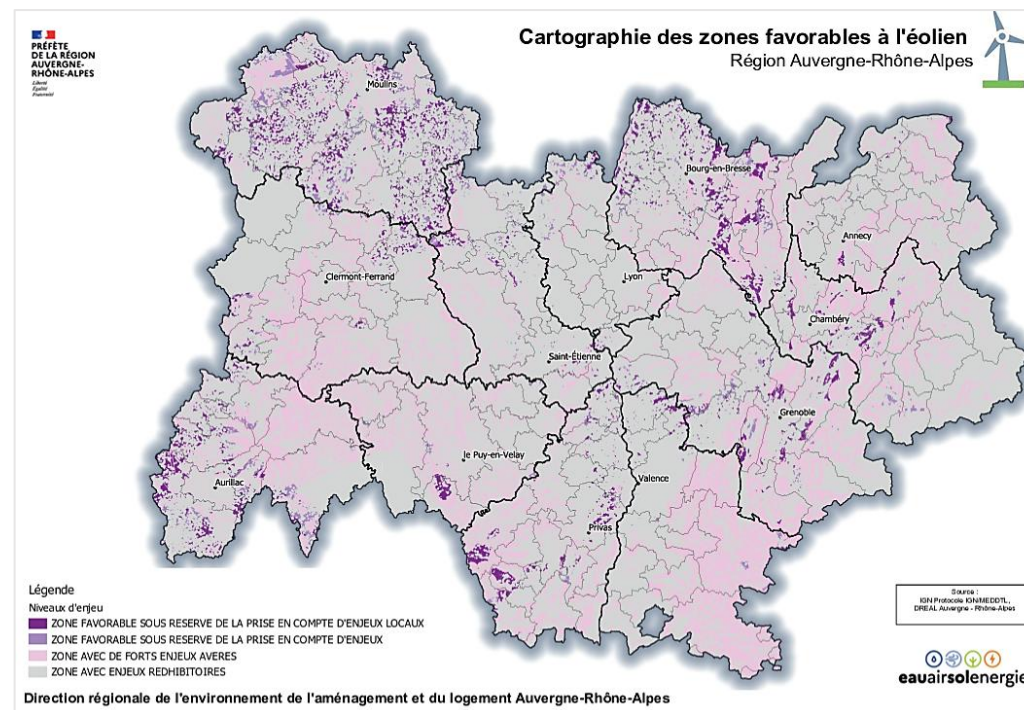 PRÉFÈTE
DE LA RÉGION
AUVERGNE-
RHÔNE-ALPES
Liberté
Égalité
Fraternité
Cartographie des zones favorables à l'éolien
Région Auvergne-Rhône-Alpes
Moulins
Bourg-en-Bresse
Annecy
Clermont-Ferrand
Lyon
Chambéry
Saint-Étienne
Grenoble
le Puy-en-Velay
Aurillac
Valence
Privas
Légende
Niveaux d'enjeu
ZONE FAVORABLE SOUS RESERVE DE LA PRISE EN COMPTE D'ENJEUX LOCAUX
ZONE FAVORABLE SOUS RESERVE DE LA PRISE EN COMPTE D'ENJEUX
ZONE AVEC DE FORTS ENJEUX AVERES
ZONE AVEC ENJEUX REDHIBITOIRES
Source :
IGN Protocole IGN/MEDDTL,
DREAL Auvergne - Rhône-Alpes
eauairsolenergie
Direction régionale de l'environnement de l'aménagement et du logement Auvergne-Rhône-Alpes